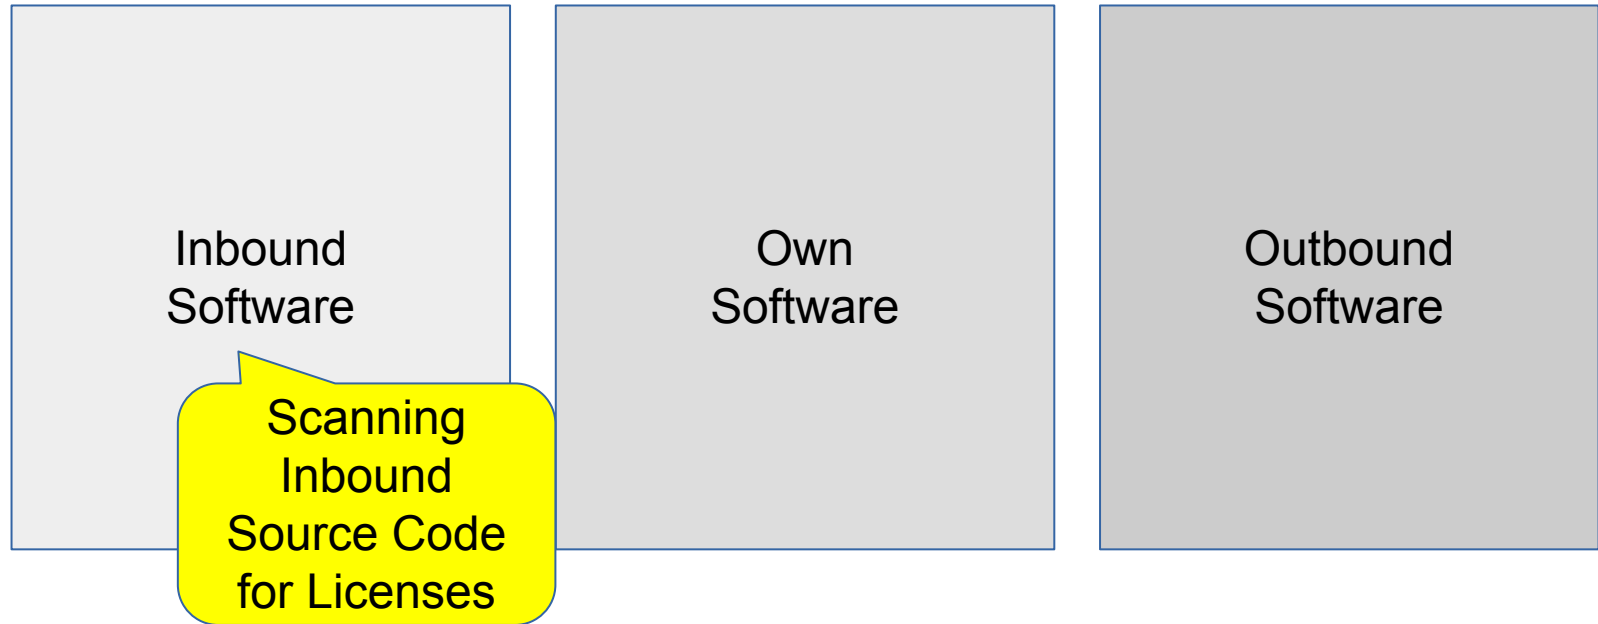 Inbound
Software
Own
Software
Outbound
Software
Scanning
Inbound
Source Code
for Licenses